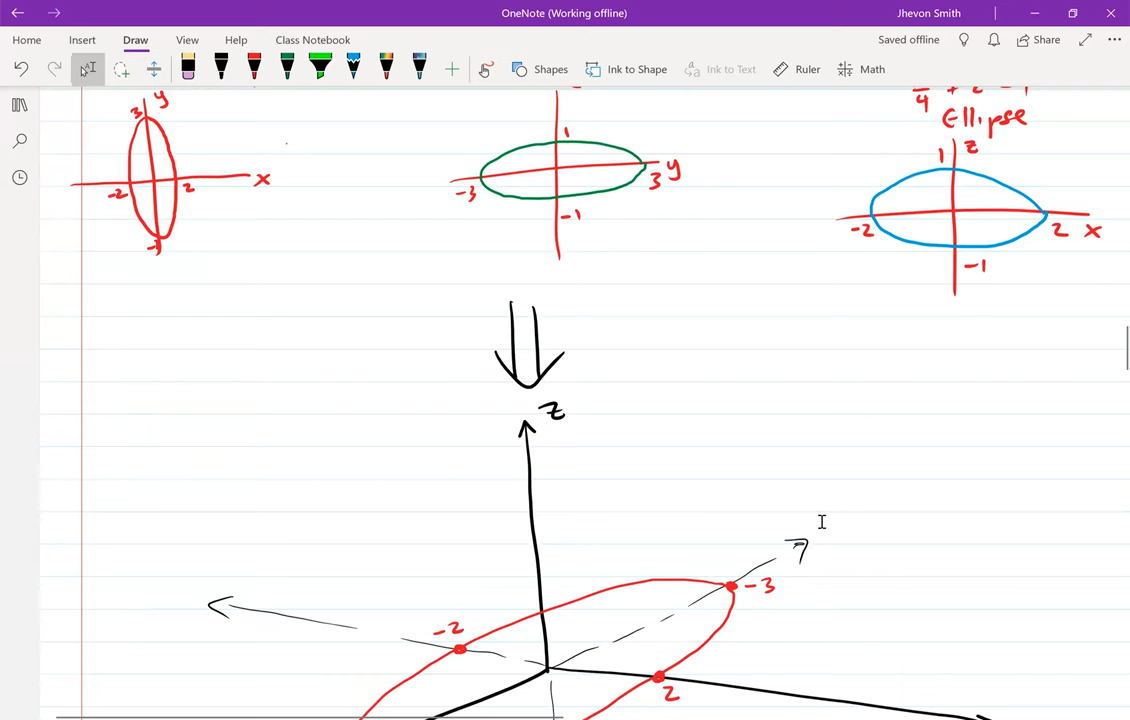 OneNote (Working offline)
Jhevon Smith
Home Insert Draw View Help Class Notebook
Saved offline Share
Shapes Ink to Shape Ink to Text Ruler Math
3 y
-2 2 x
1
-3 3 y
-1
4
Ellipse
1 z
-2 2 x
-1
z
-3
-2
2